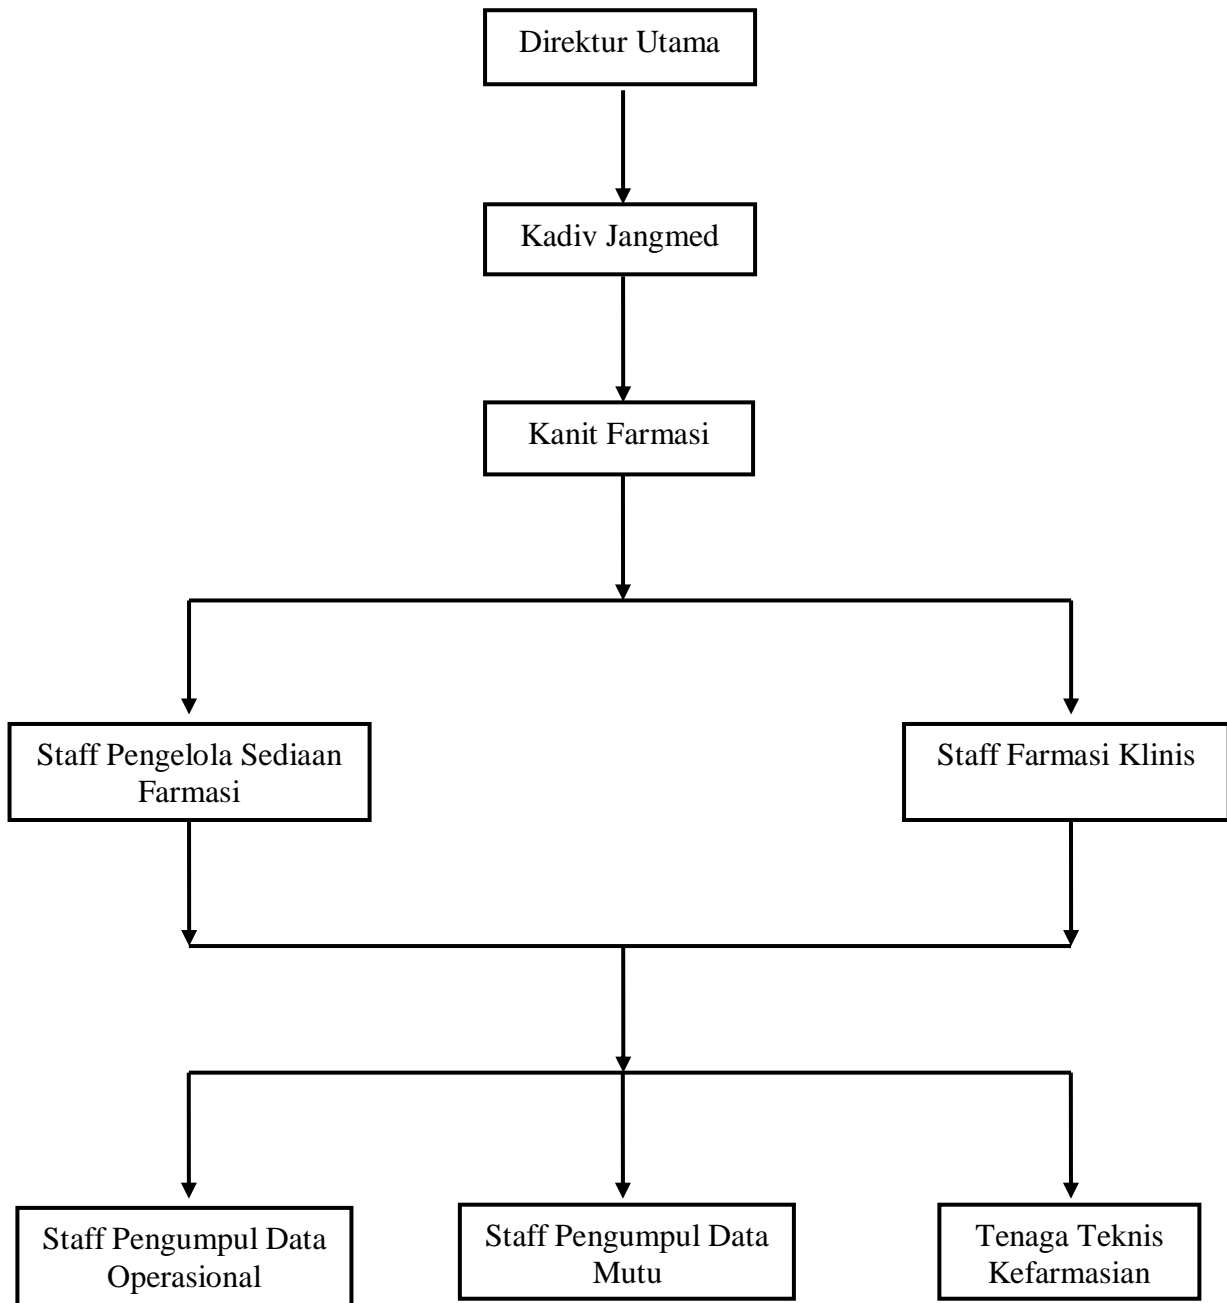 Direktur Utama
Kadiv Jangmed
Kanit Farmasi
Staff Pengelola Sediaan
Farmasi
Staff Farmasi Klinis
Staff Pengumpul Data
Operasional
Staff Pengumpul Data
Mutu
Tenaga Teknis
Kefarmasian